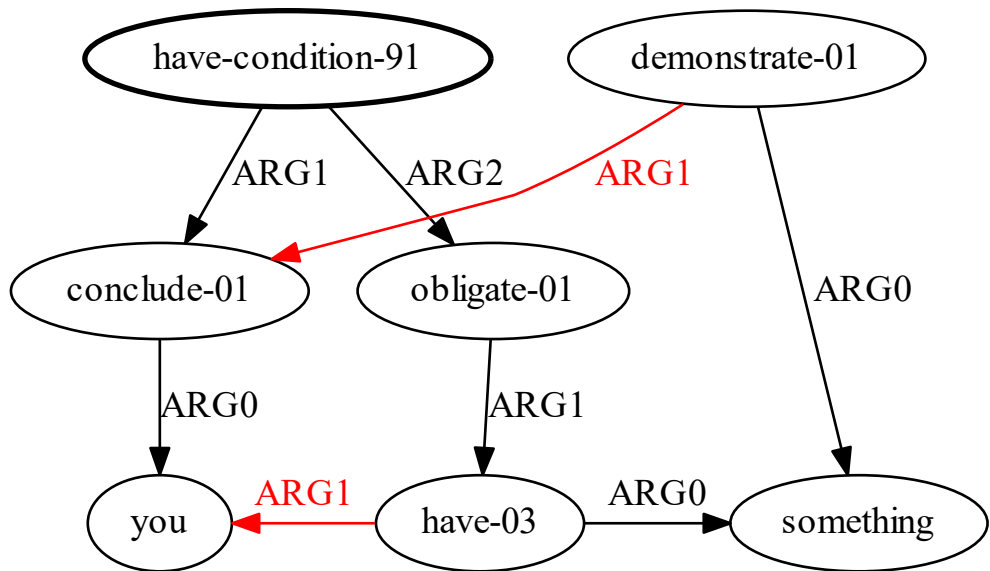 have-condition-91 demonstrate-01
ARG1 ARG2 ARG1
conclude-01 obligate-01 ARG0
ARG0 ARG1
you ARG1 have-03 ARG0 something